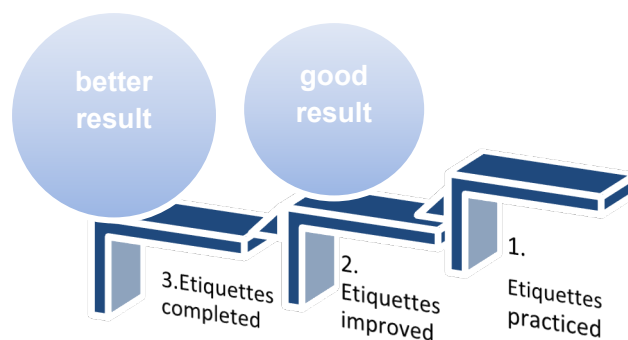 better
result
good
result
1.
Etiquettes
practiced
2.
Etiquettes
improved
3.Etiquettes
completed